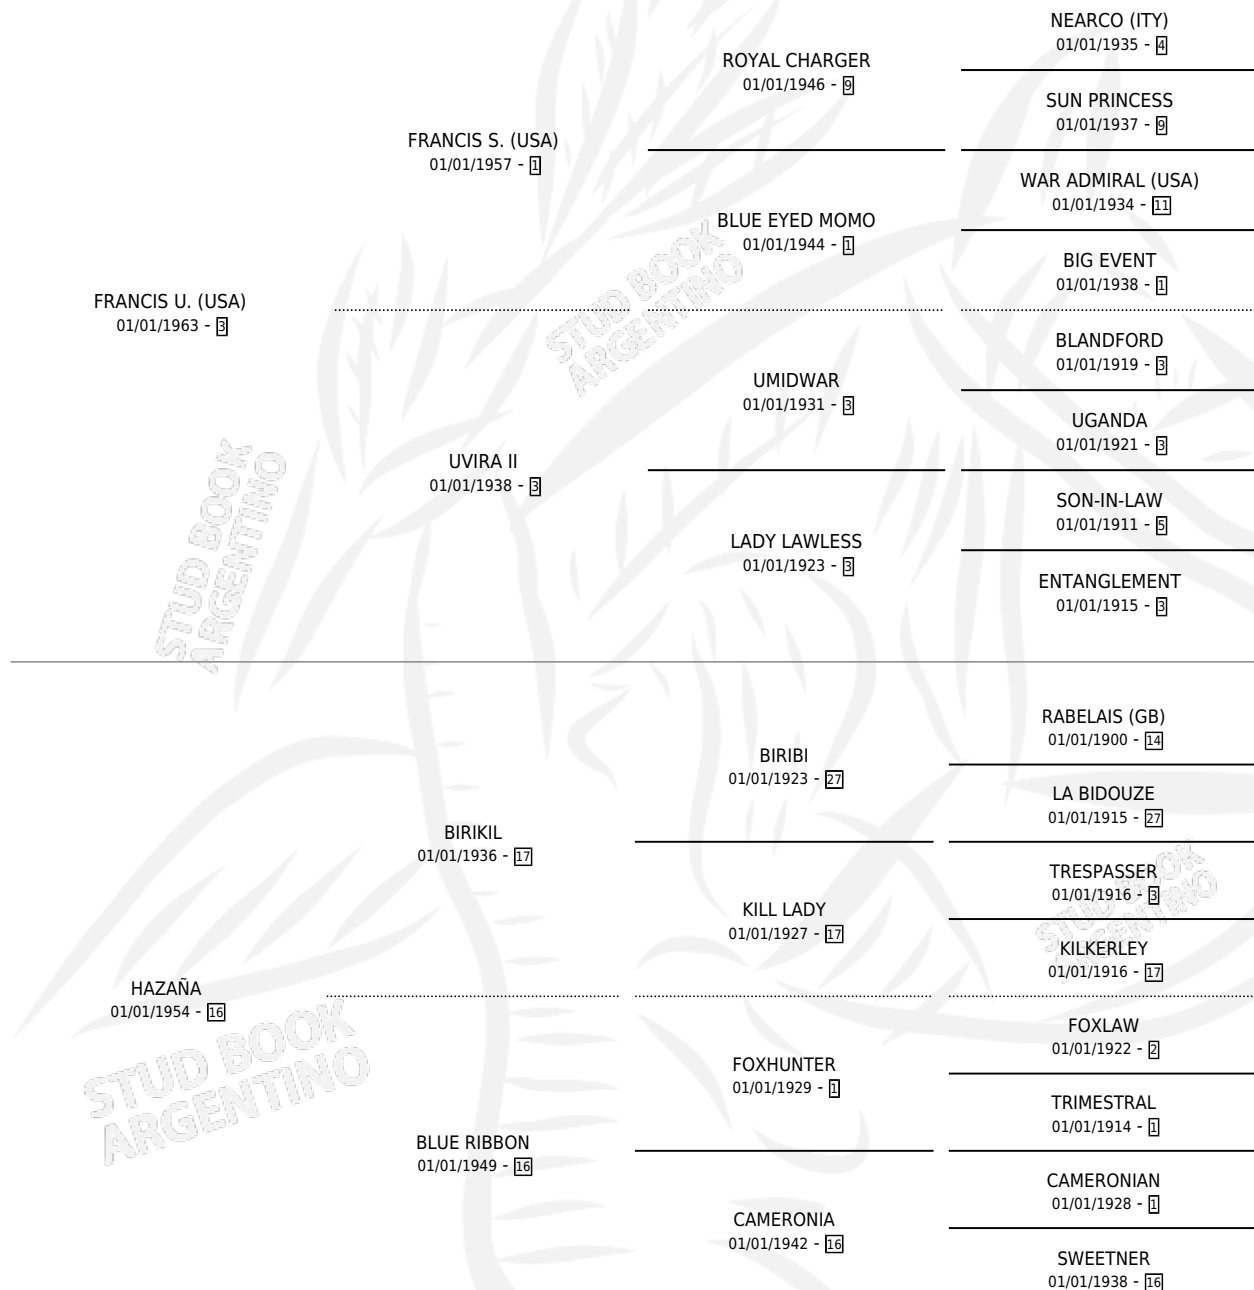 NEARCO (ITY)
01/01/1935 - 4
ROYAL CHARGER
01/01/1946 - 9
SUN PRINCESS
01/01/1937 - 9
FRANCIS S. (USA)
01/01/1957 - 1
WAR ADMIRAL (USA)
01/01/1934 - 11
BLUE EYED MOMO
01/01/1944 - 1
BIG EVENT
01/01/1938 - 1
FRANCIS U. (USA)
01/01/1963 - 3
BLANDFORD
01/01/1919 - 3
UMIDWAR
01/01/1931 - 3
UGANDA
01/01/1921 - 3
UVIRA II
01/01/1938 - 3
SON-IN-LAW
01/01/1911 - 5
LADY LAWLESS
01/01/1923 - 3
ENTANGLEMENT
01/01/1915 - 3
RABELAIS (GB)
01/01/1900 - 14
BIRIBI
01/01/1923 - 27
LA BIDOUZE
01/01/1915 - 27
BIRIKIL
01/01/1936 - 17
TRESPASSER
01/01/1916 - 3
KILL LADY
01/01/1927 - 17
KILKERLEY
01/01/1916 - 17
HAZAÑA
01/01/1954 - 16
FOXLAW
01/01/1922 - 2
FOXHUNTER
01/01/1929 - 1
TRIMESTRAL
01/01/1914 - 1
BLUE RIBBON
01/01/1949 - 16
CAMERONIAN
01/01/1928 - 1
CAMERONIA
01/01/1942 - 16
SWEETNER
01/01/1938 - 16
STUD BOOK
ARGENTINO
STUD BOOK
ARGENTINO
STUD BOOK
ARGENTINO
STUD BOOK
ARGENTINO